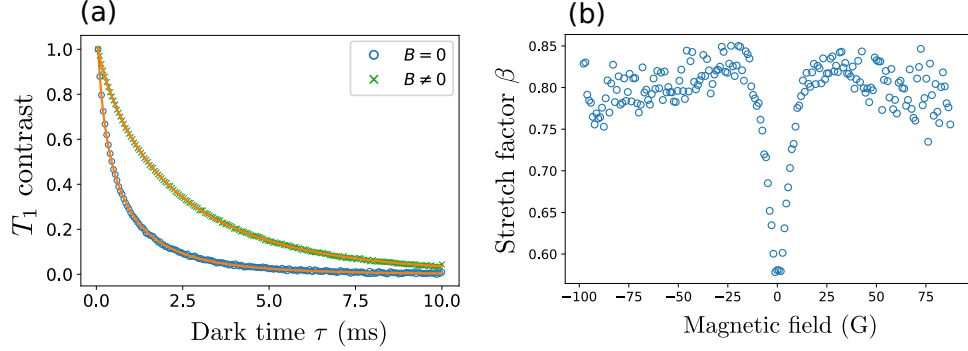 (a)
T₁ contrast
1.0
0.8
0.6
0.4
0.2
0.0
0.0 2.5 5.0 7.5 10.0
Dark time τ (ms)
B = 0
B ≠ 0
(b)
Stretch factor β
0.85
0.80
0.75
0.70
0.65
0.60
−100 −75 −50 −25 0 25 50 75
Magnetic field (G)